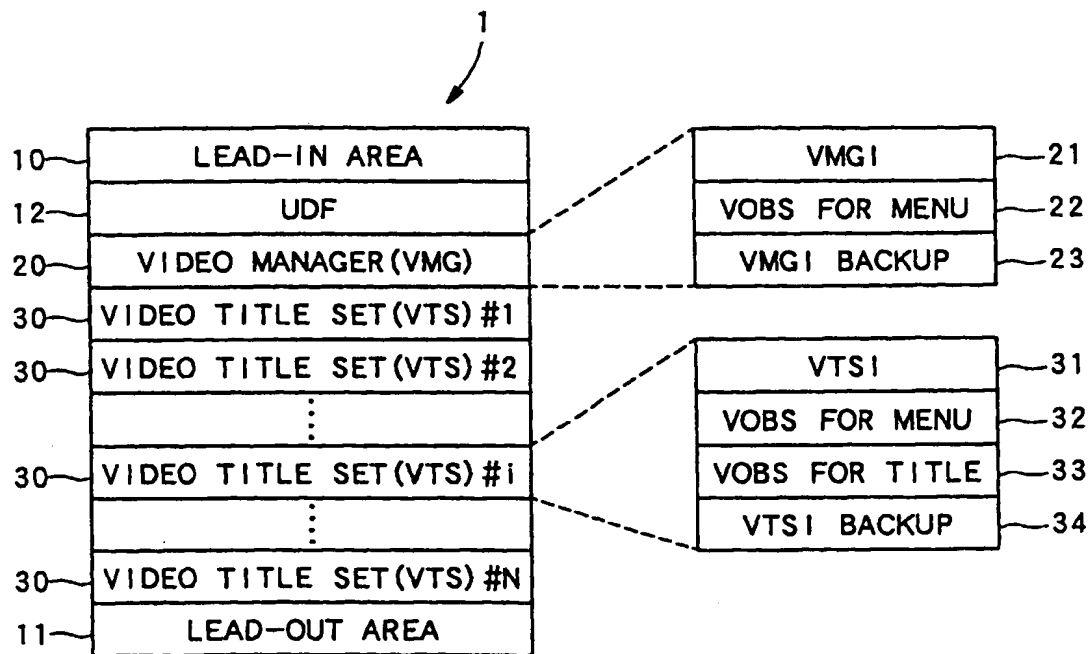 1
10 LEAD-IN AREA
12 UDF
20 VIDEO MANAGER(VMG)
30 VIDEO TITLE SET(VTS)#1
30 VIDEO TITLE SET(VTS)#2
30 VIDEO TITLE SET(VTS)#i
30 VIDEO TITLE SET(VTS)#N
11 LEAD-OUT AREA
VMGI 21
VOBS FOR MENU 22
VMGI BACKUP 23
VTSI 31
VOBS FOR MENU 32
VOBS FOR TITLE 33
VTSI BACKUP 34